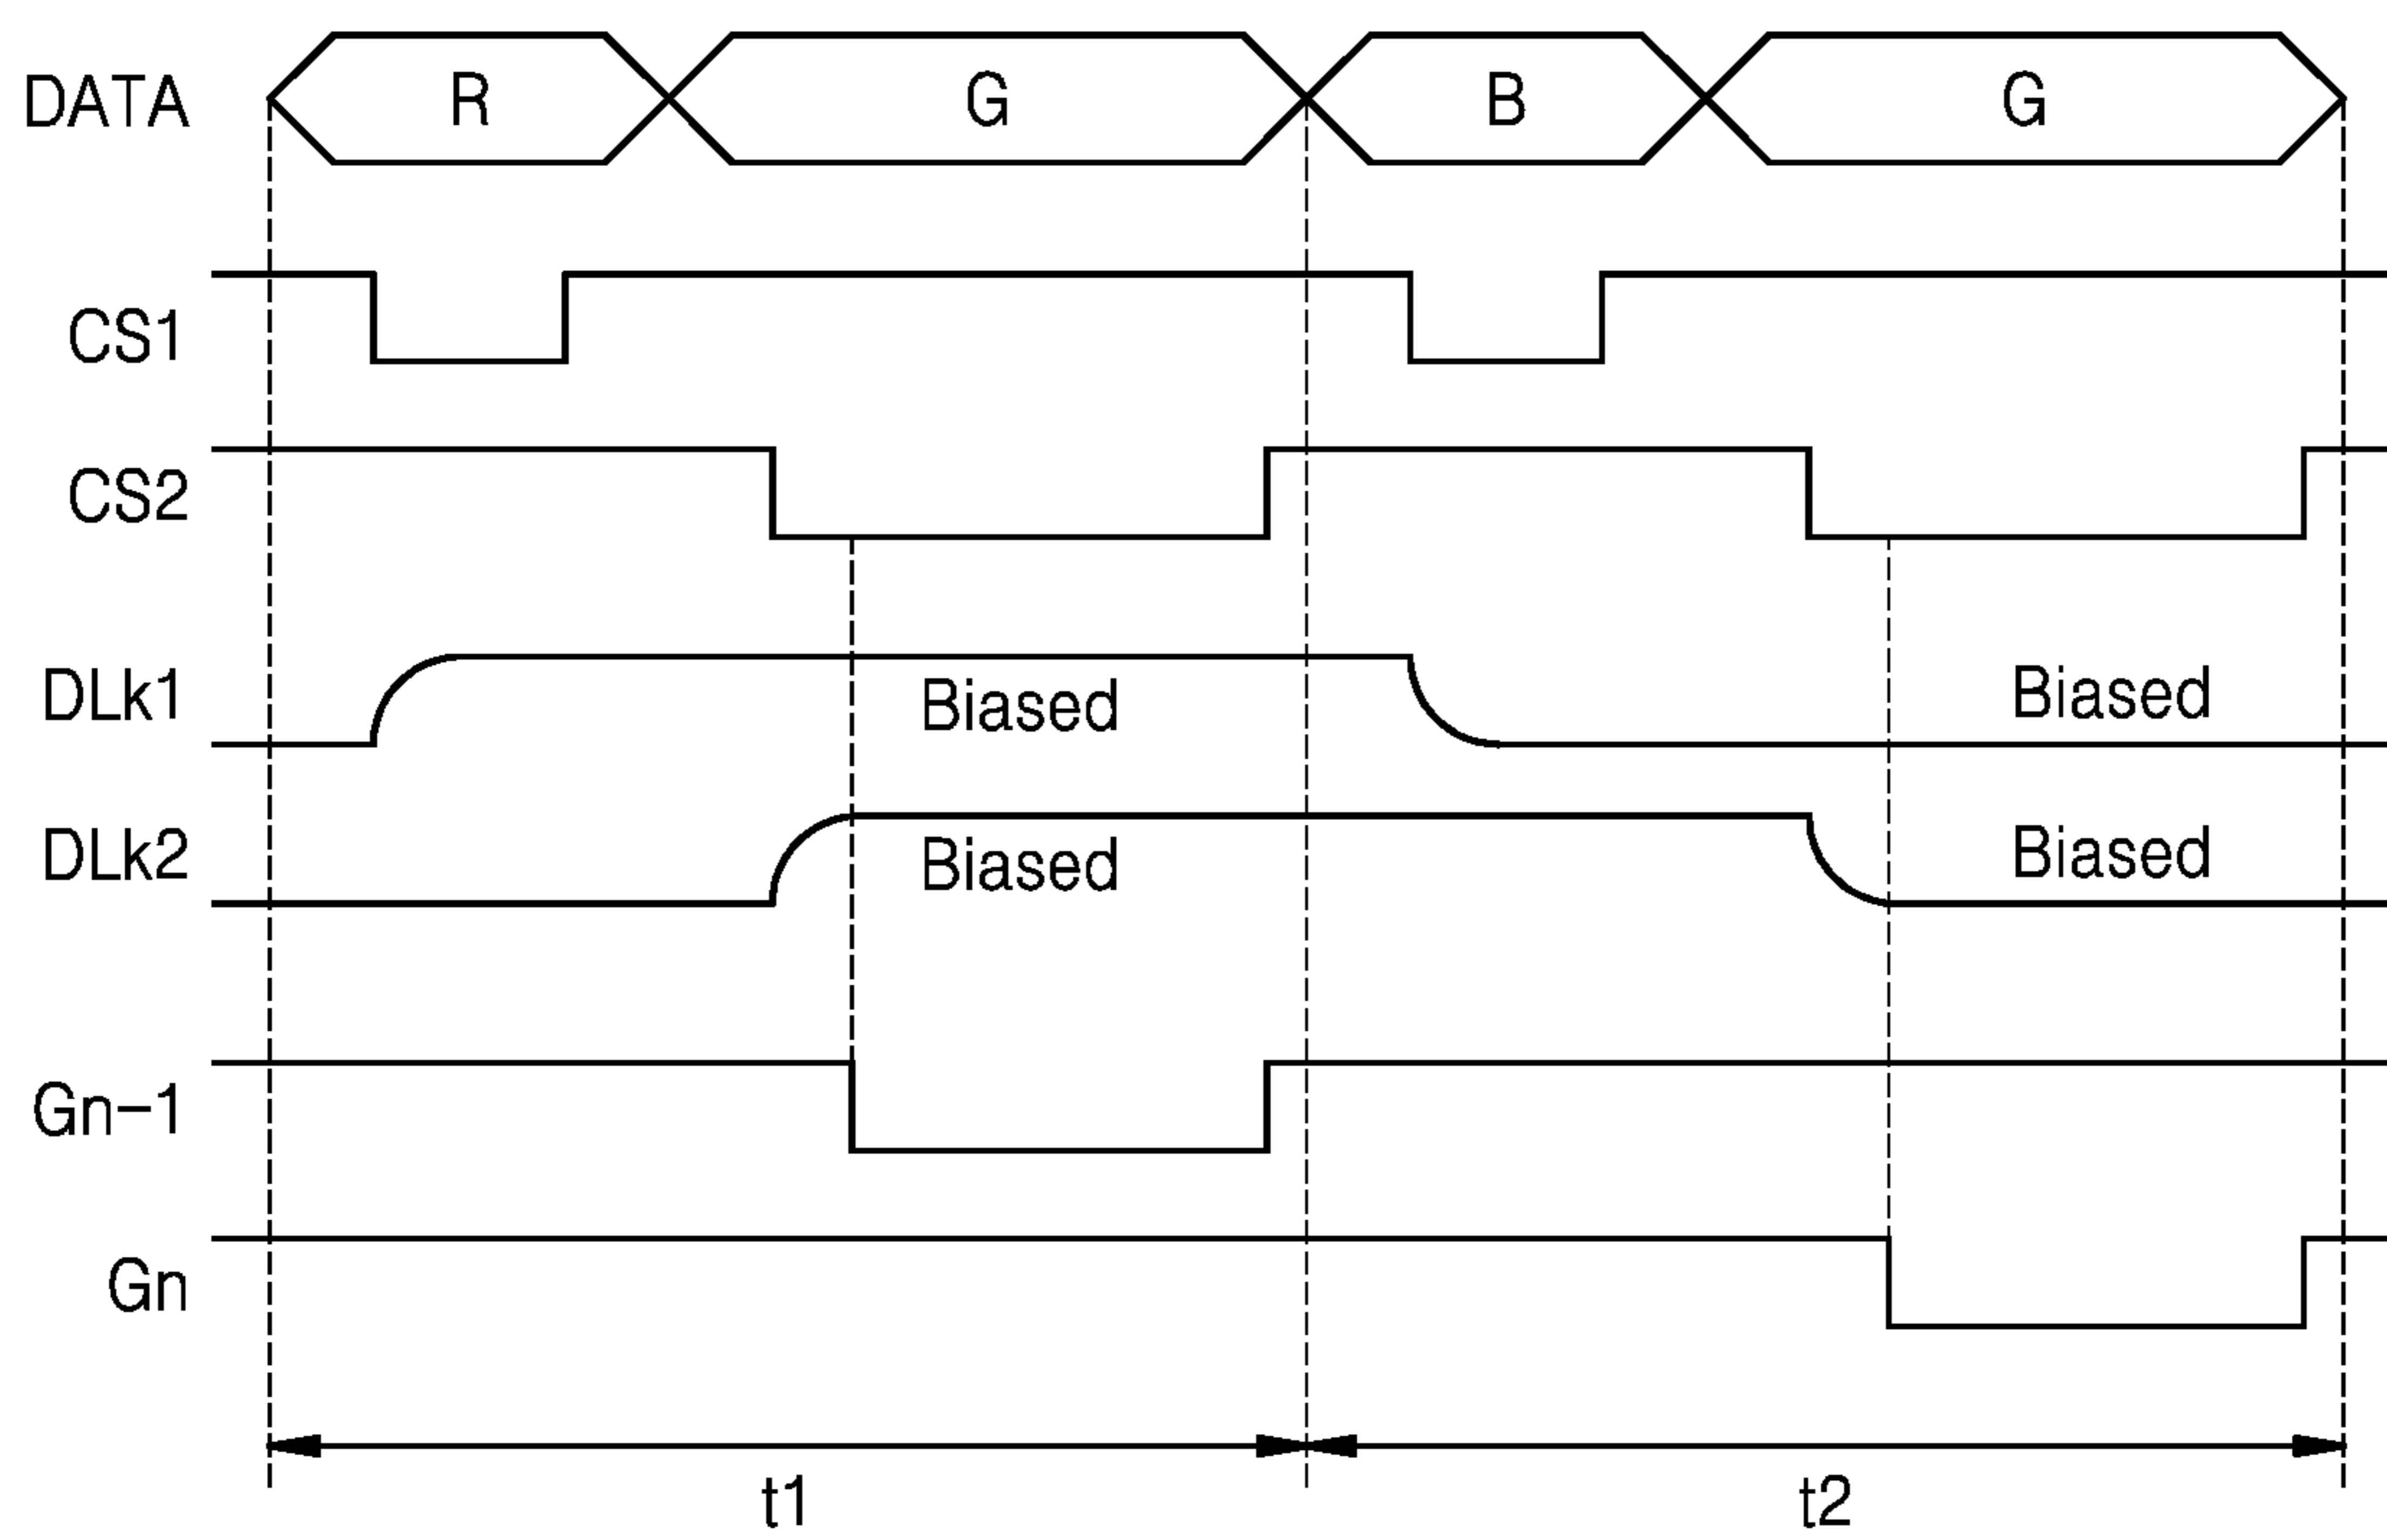 DATA R G B G
CS1
CS2
DLk1 Biased Biased
DLk2 Biased Biased
Gn-1
Gn
t1 t2